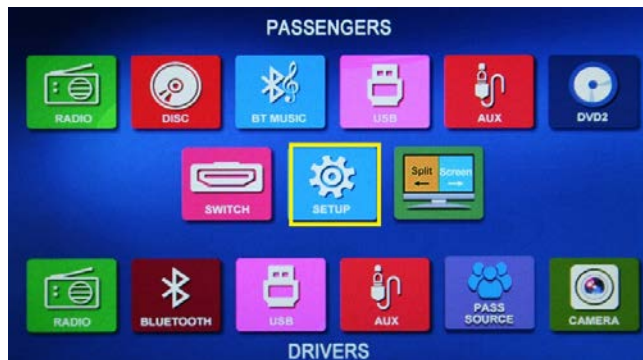 PASSENGERS
RADIO DISC BT MUSIC USB AUX DVD2
SWITCH SETUP Split Screen
RADIO BLUETOOTH USB AUX PASS SOURCE CAMERA
DRIVERS